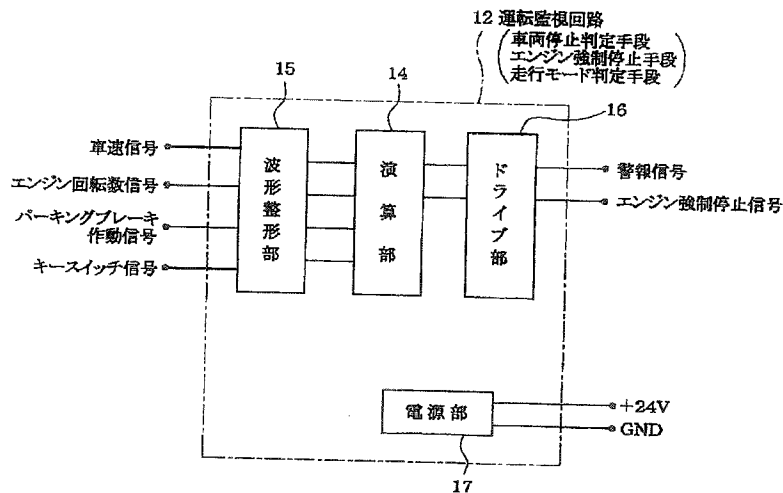 12 運転監視回路
(車両停止判定手段
エンジン強制停止手段
走行モード判定手段)
15
14
16
車速信号
エンジン回転数信号
パーキングブレーキ
作動信号
キースイッチ信号
波形整形部
演算部
ドライブ部
警報信号
エンジン強制停止信号
電源部
+24V
GND
17